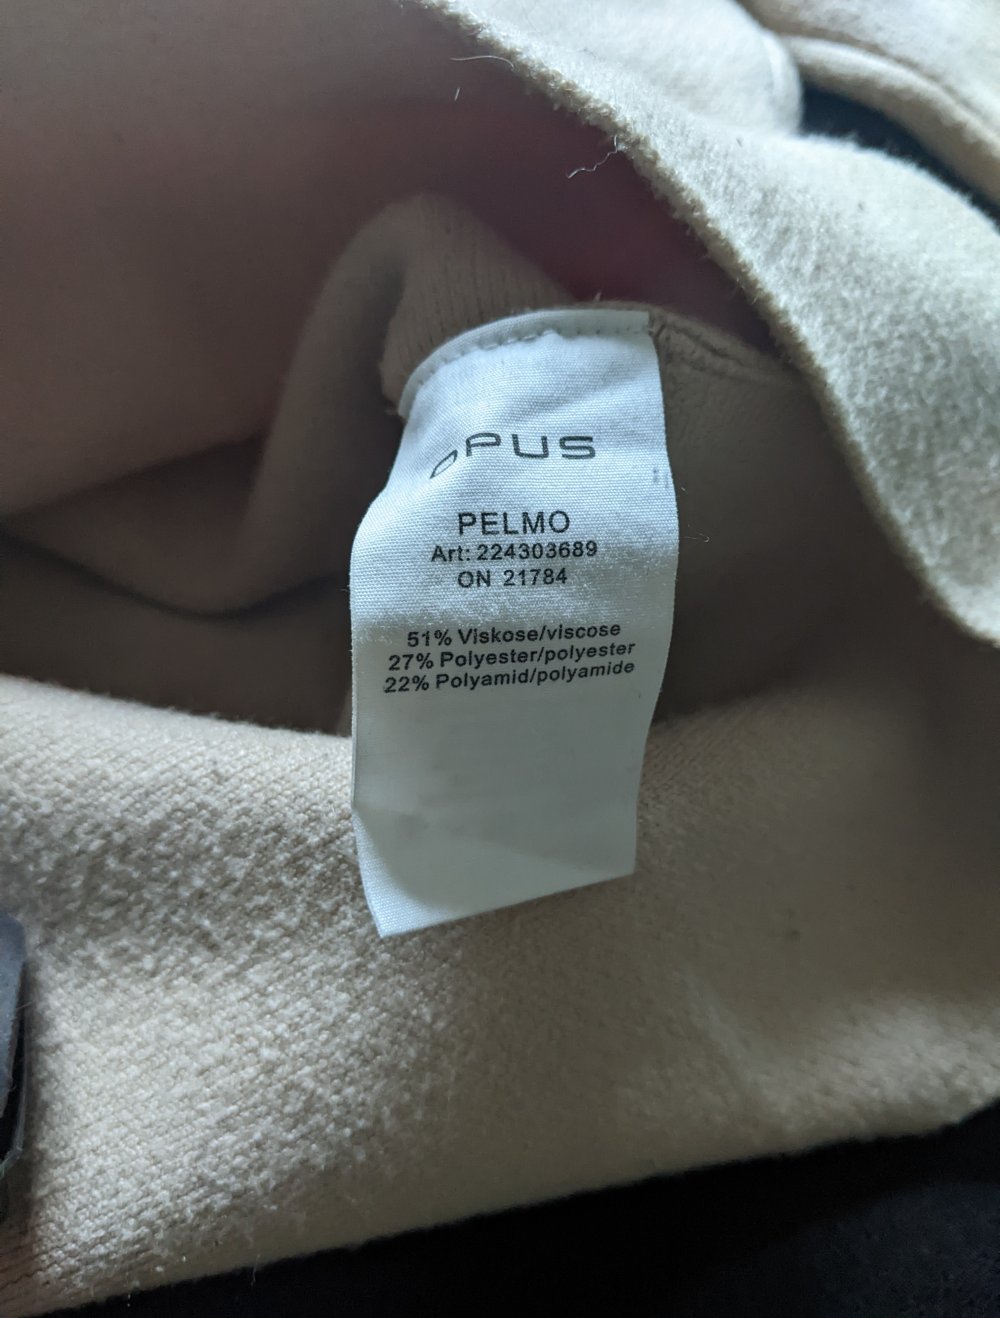 OPUS
PELMO
Art: 224303689
ON 21784
51% Viskose/viscose
27% Polyester/polyester
22% Polyamid/polyamide